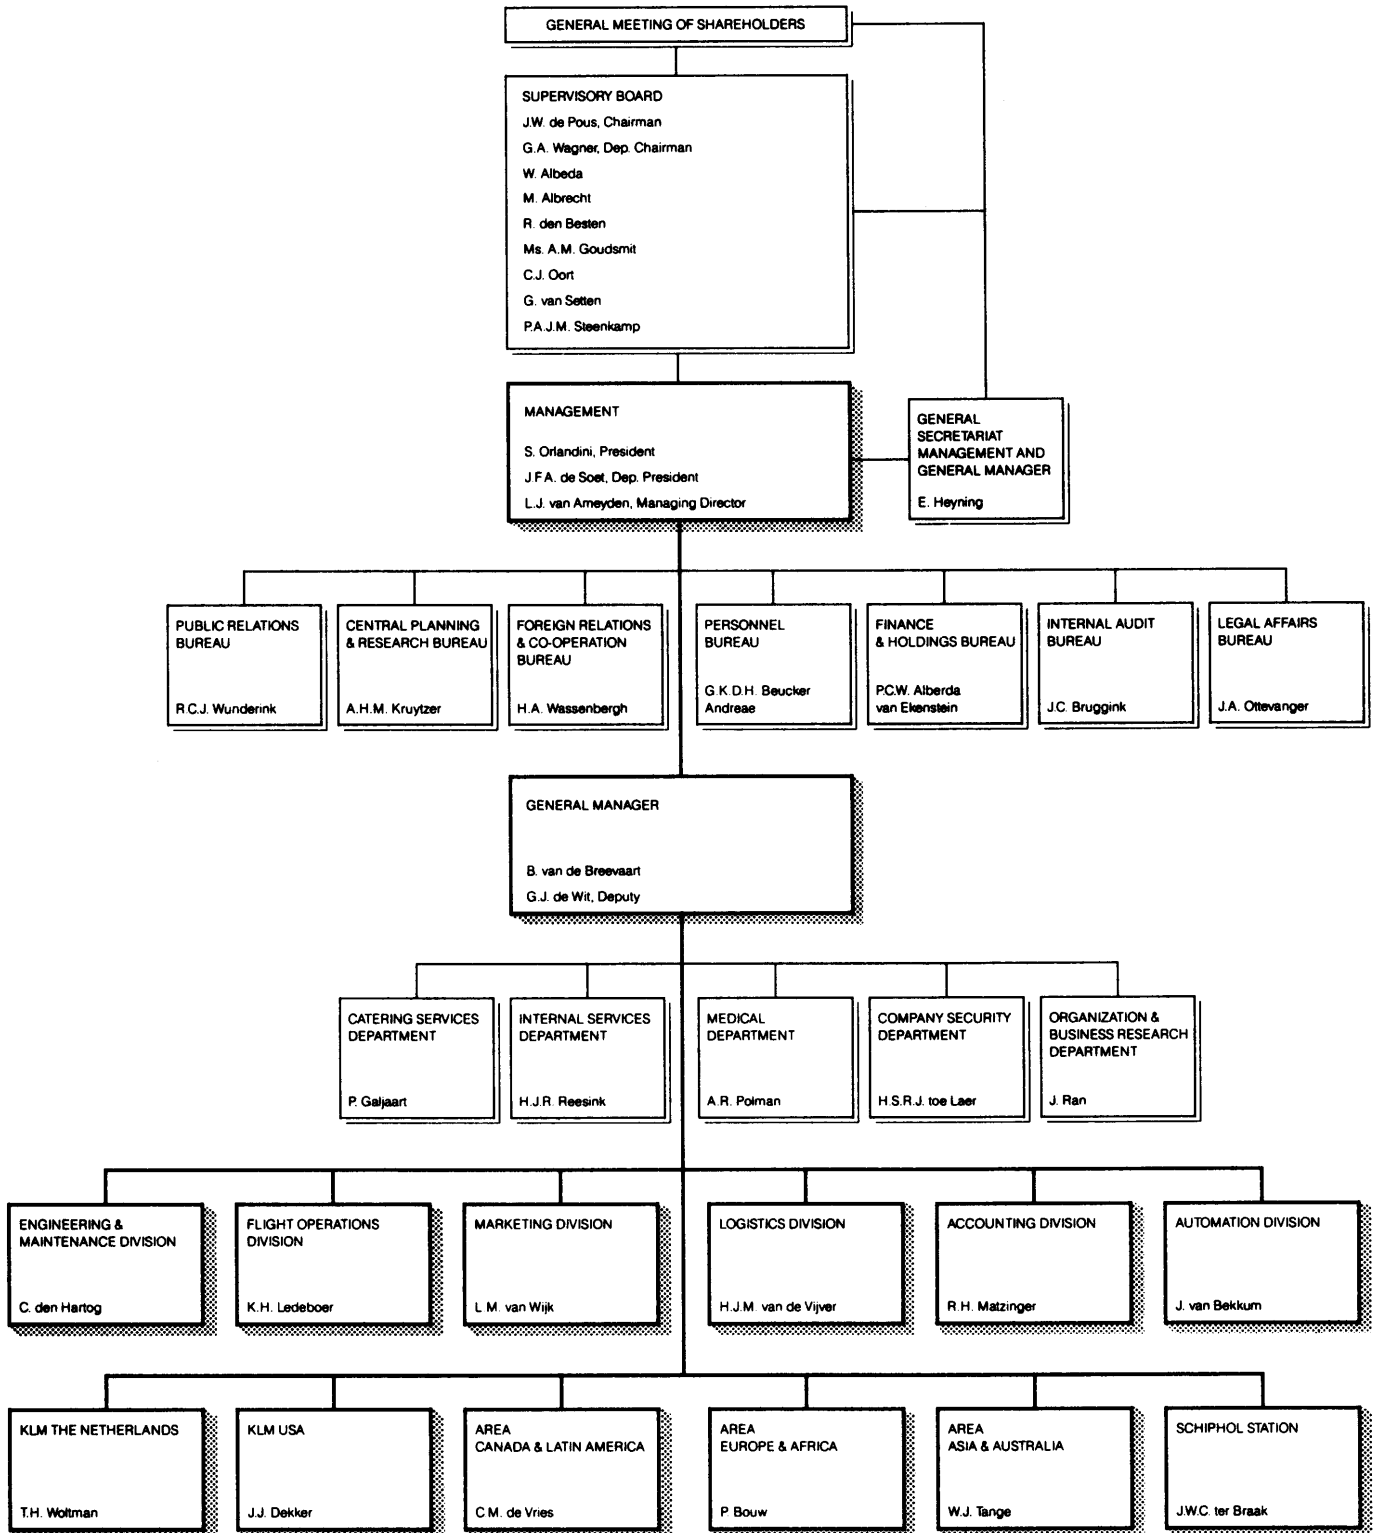 GENERAL MEETING OF SHAREHOLDERS
SUPERVISORY BOARD
J.W. de Pous, Chairman
G.A. Wagner, Dep. Chairman
W. Albeda
M. Albrecht
R. den Besten
Ms. A.M. Goudsmit
C.J. Oort
G. van Setten
P.A.J.M. Steenkamp
MANAGEMENT
S. Orlandini, President
J.F.A. de Soet, Dep. President
L.J. van Ameyden, Managing Director
GENERAL
SECRETARIAT
MANAGEMENT AND
GENERAL MANAGER
E. Heyning
PUBLIC RELATIONS
BUREAU
R.C.J. Wunderink
CENTRAL PLANNING
& RESEARCH BUREAU
A.H.M. Kruytzer
FOREIGN RELATIONS
& CO-OPERATION
BUREAU
H.A. Wassenbergh
PERSONNEL
BUREAU
G.K.D.H. Beucker
Andreae
FINANCE
& HOLDINGS BUREAU
P.C.W. Alberda
van Ekenstein
INTERNAL AUDIT
BUREAU
J.C. Bruggink
LEGAL AFFAIRS
BUREAU
J.A. Ottevanger
GENERAL MANAGER
B. van de Breevaart
G.J. de Wit, Deputy
CATERING SERVICES
DEPARTMENT
P. Galjaart
INTERNAL SERVICES
DEPARTMENT
H.J.R. Reesink
MEDICAL
DEPARTMENT
A.R. Polman
COMPANY SECURITY
DEPARTMENT
H.S.R.J. toe Laer
ORGANIZATION &
BUSINESS RESEARCH
DEPARTMENT
J. Ran
ENGINEERING &
MAINTENANCE DIVISION
C. den Hartog
FLIGHT OPERATIONS
DIVISION
K.H. Ledeboer
MARKETING DIVISION
L.M. van Wijk
LOGISTICS DIVISION
H.J.M. van de Vijver
ACCOUNTING DIVISION
R.H. Matzinger
AUTOMATION DIVISION
J. van Bekkum
KLM THE NETHERLANDS
T.H. Woltman
KLM USA
J.J. Dekker
AREA
CANADA & LATIN AMERICA
C.M. de Vries
AREA
EUROPE & AFRICA
P. Bouw
AREA
ASIA & AUSTRALIA
W.J. Tange
SCHIPHOL STATION
J.W.C. ter Braak